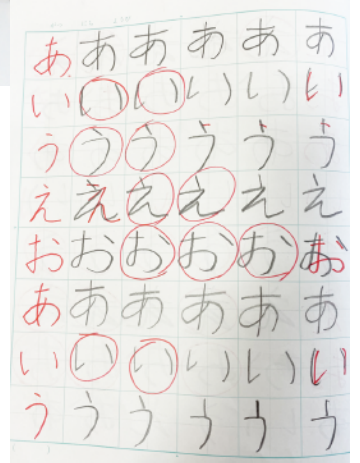 あ あ あ あ あ あ
い い い い い い
う う う う う う
え え え え え え
お お お お お お
あ あ あ あ あ あ
い い い い い い
う う う う う う